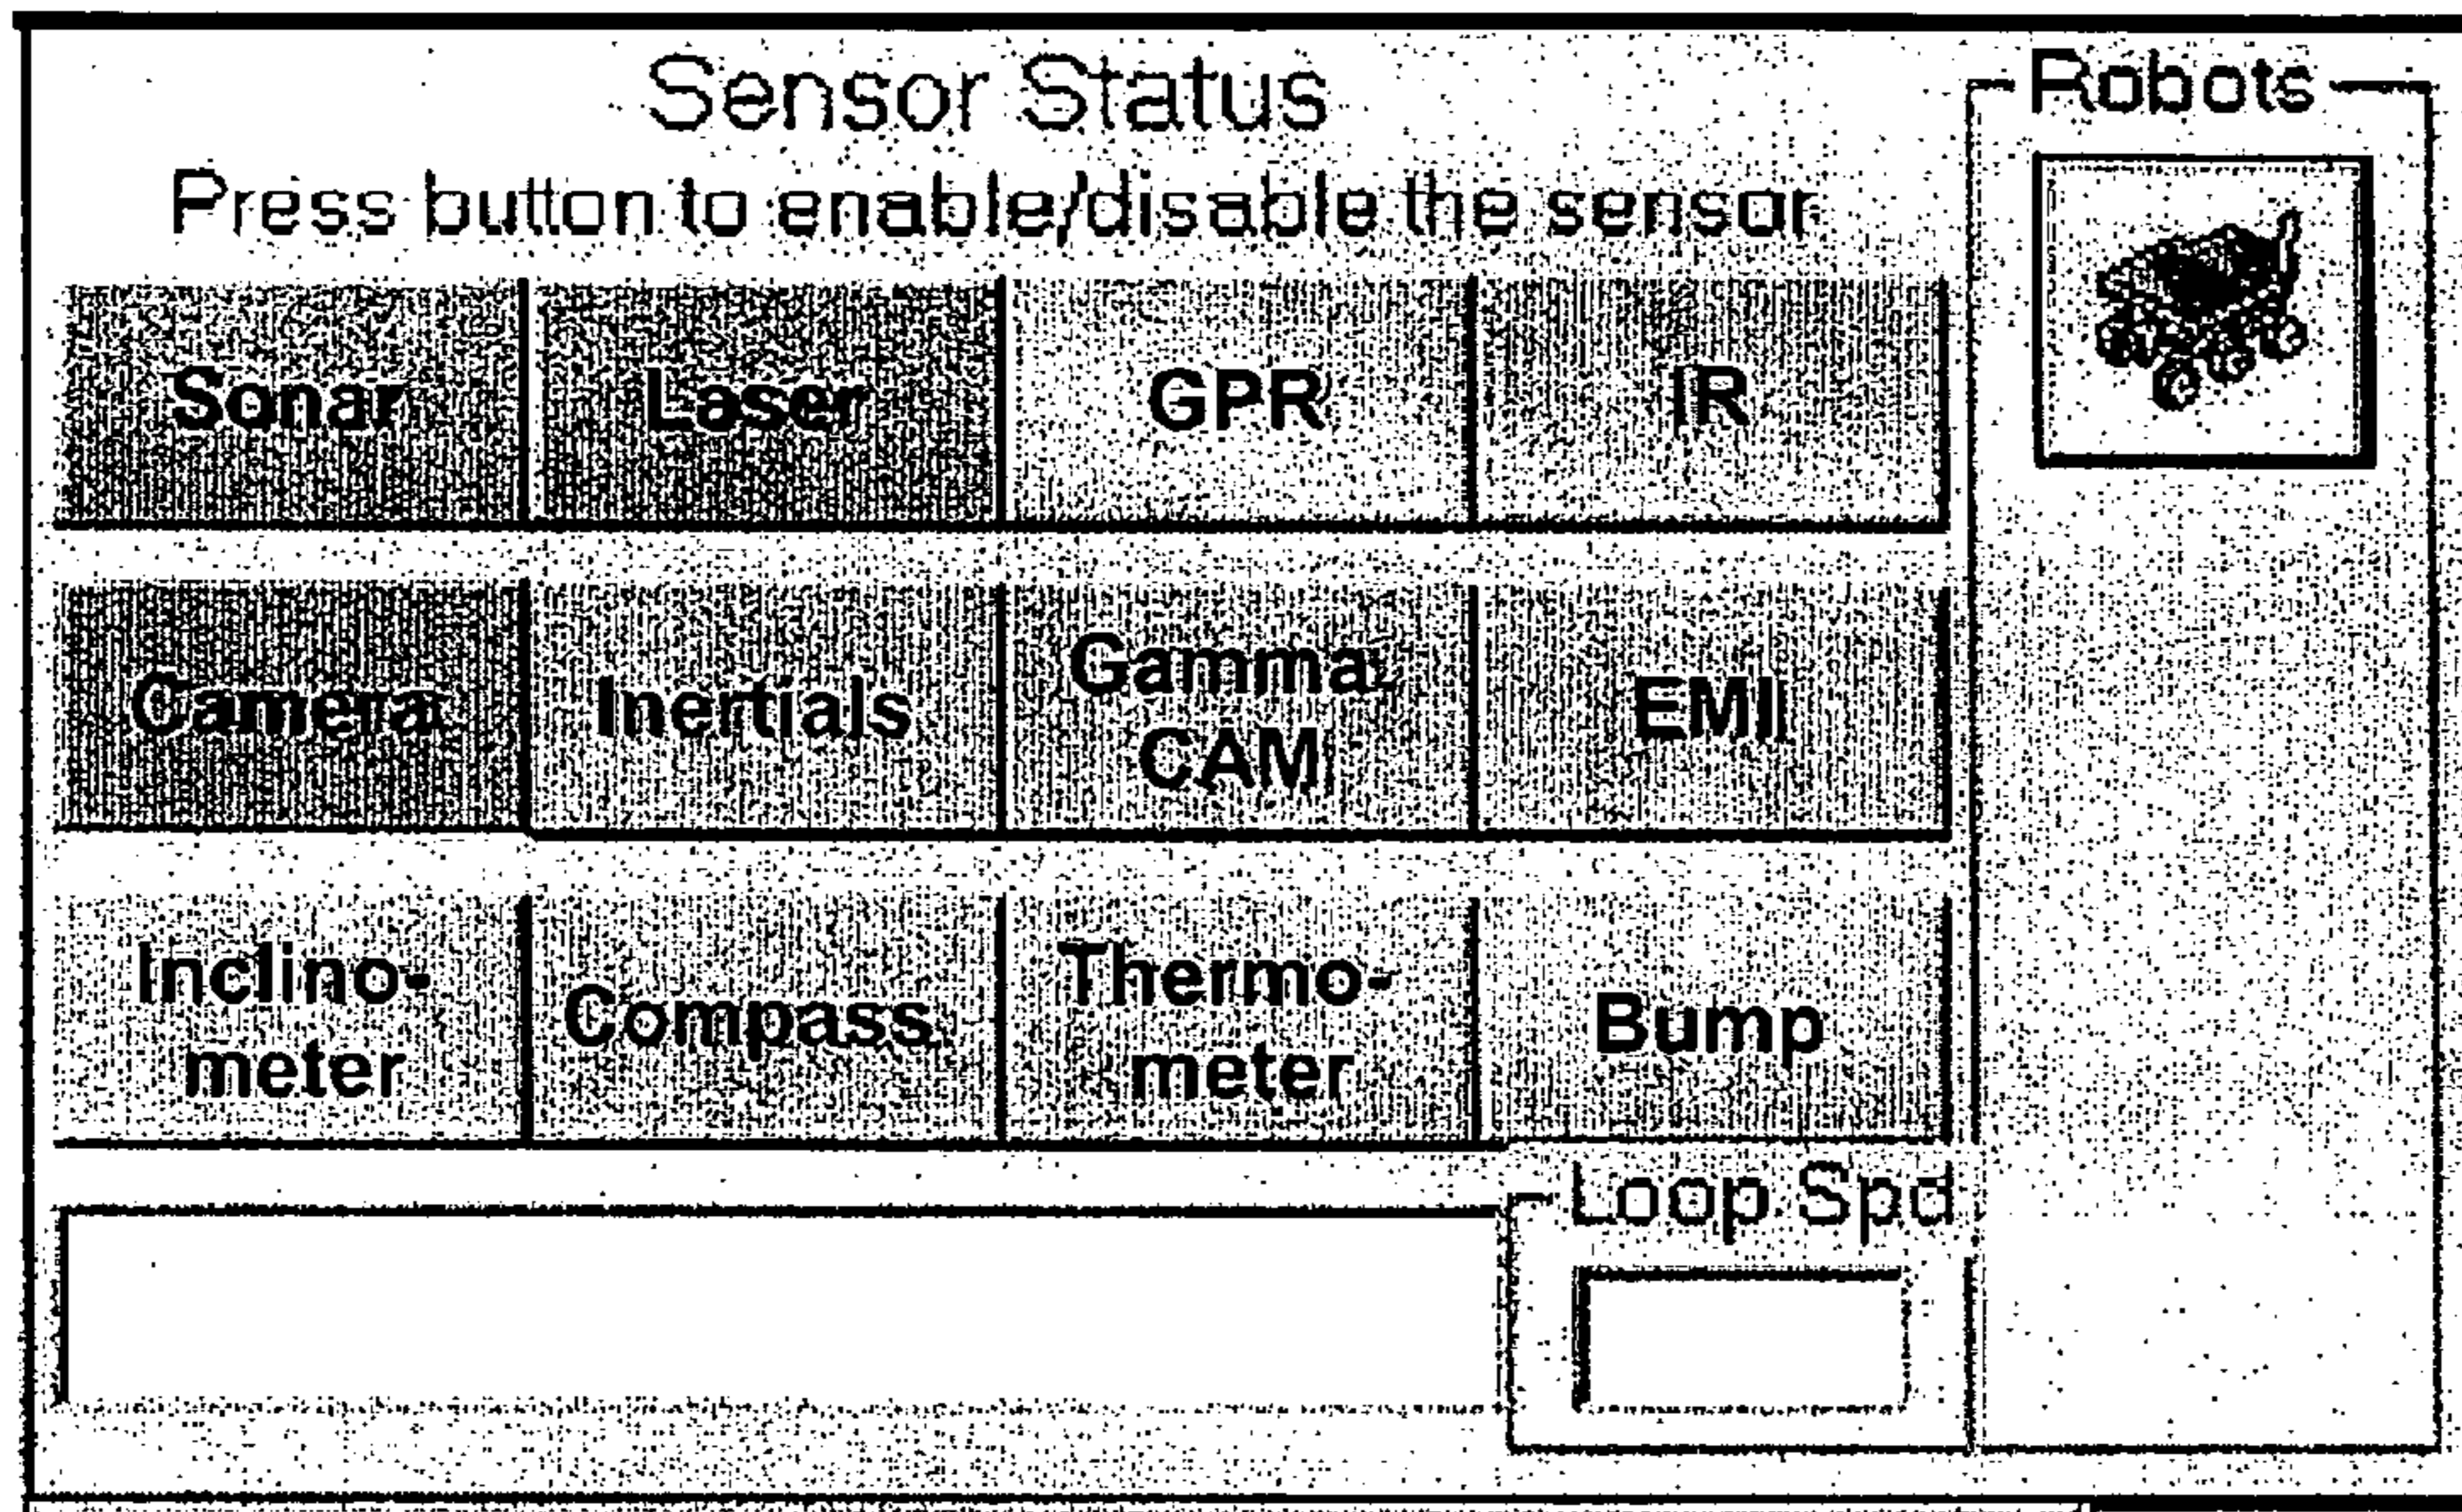 Sensor Status
Robots
Press button to enable/disable the sensor
Sonar
Laser
GPR
IR
Camera
Inertials
Gamma-
CAM
EMI
Inclino-
meter
Compass
Thermo-
meter
Bump
Loop Spd